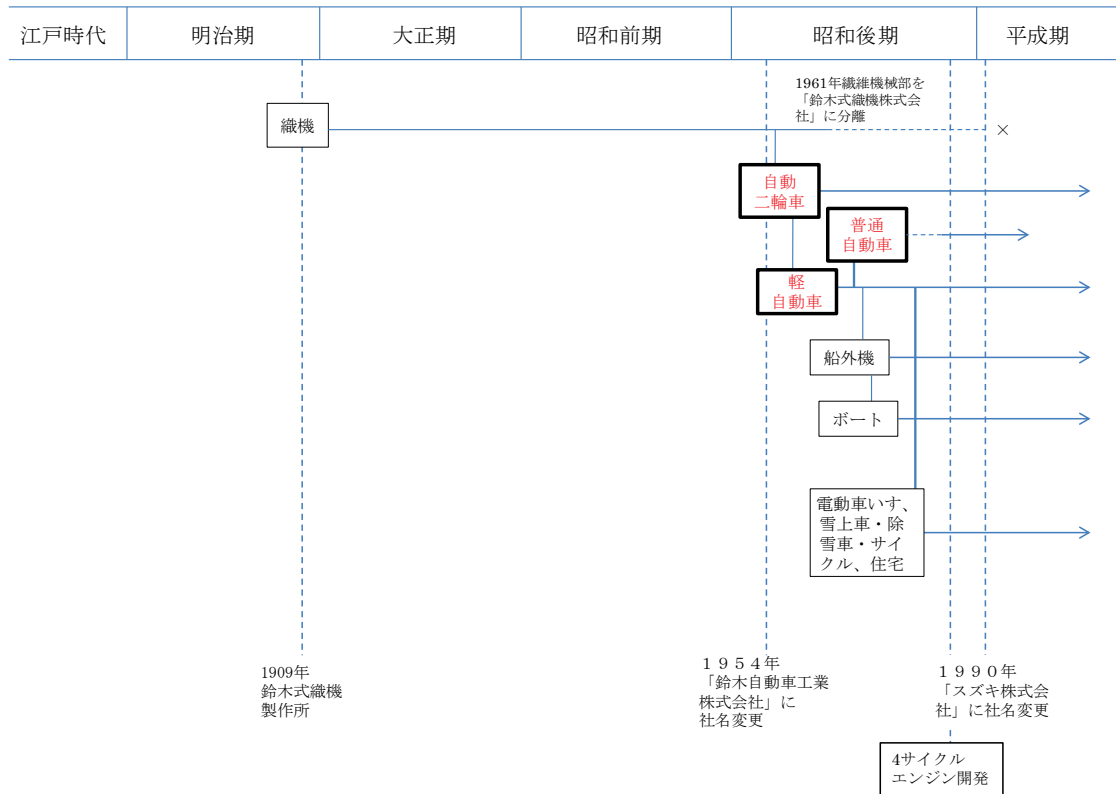 江戸時代
明治期
大正期
昭和前期
昭和後期
平成期
1961年繊維機械部を
「鈴木式織機株式会
社」に分離
織機
×
自動
二輪車
普通
自動車
軽
自動車
船外機
ボート
電動車いす、
雪上車・除
雪車・サイ
クル、住宅
1909年
鈴木式織機
製作所
１９５４年
「鈴木自動車工業
株式会社」に
社名変更
１９９０年
「スズキ株式会
社」に社名変更
4サイクル
エンジン開発